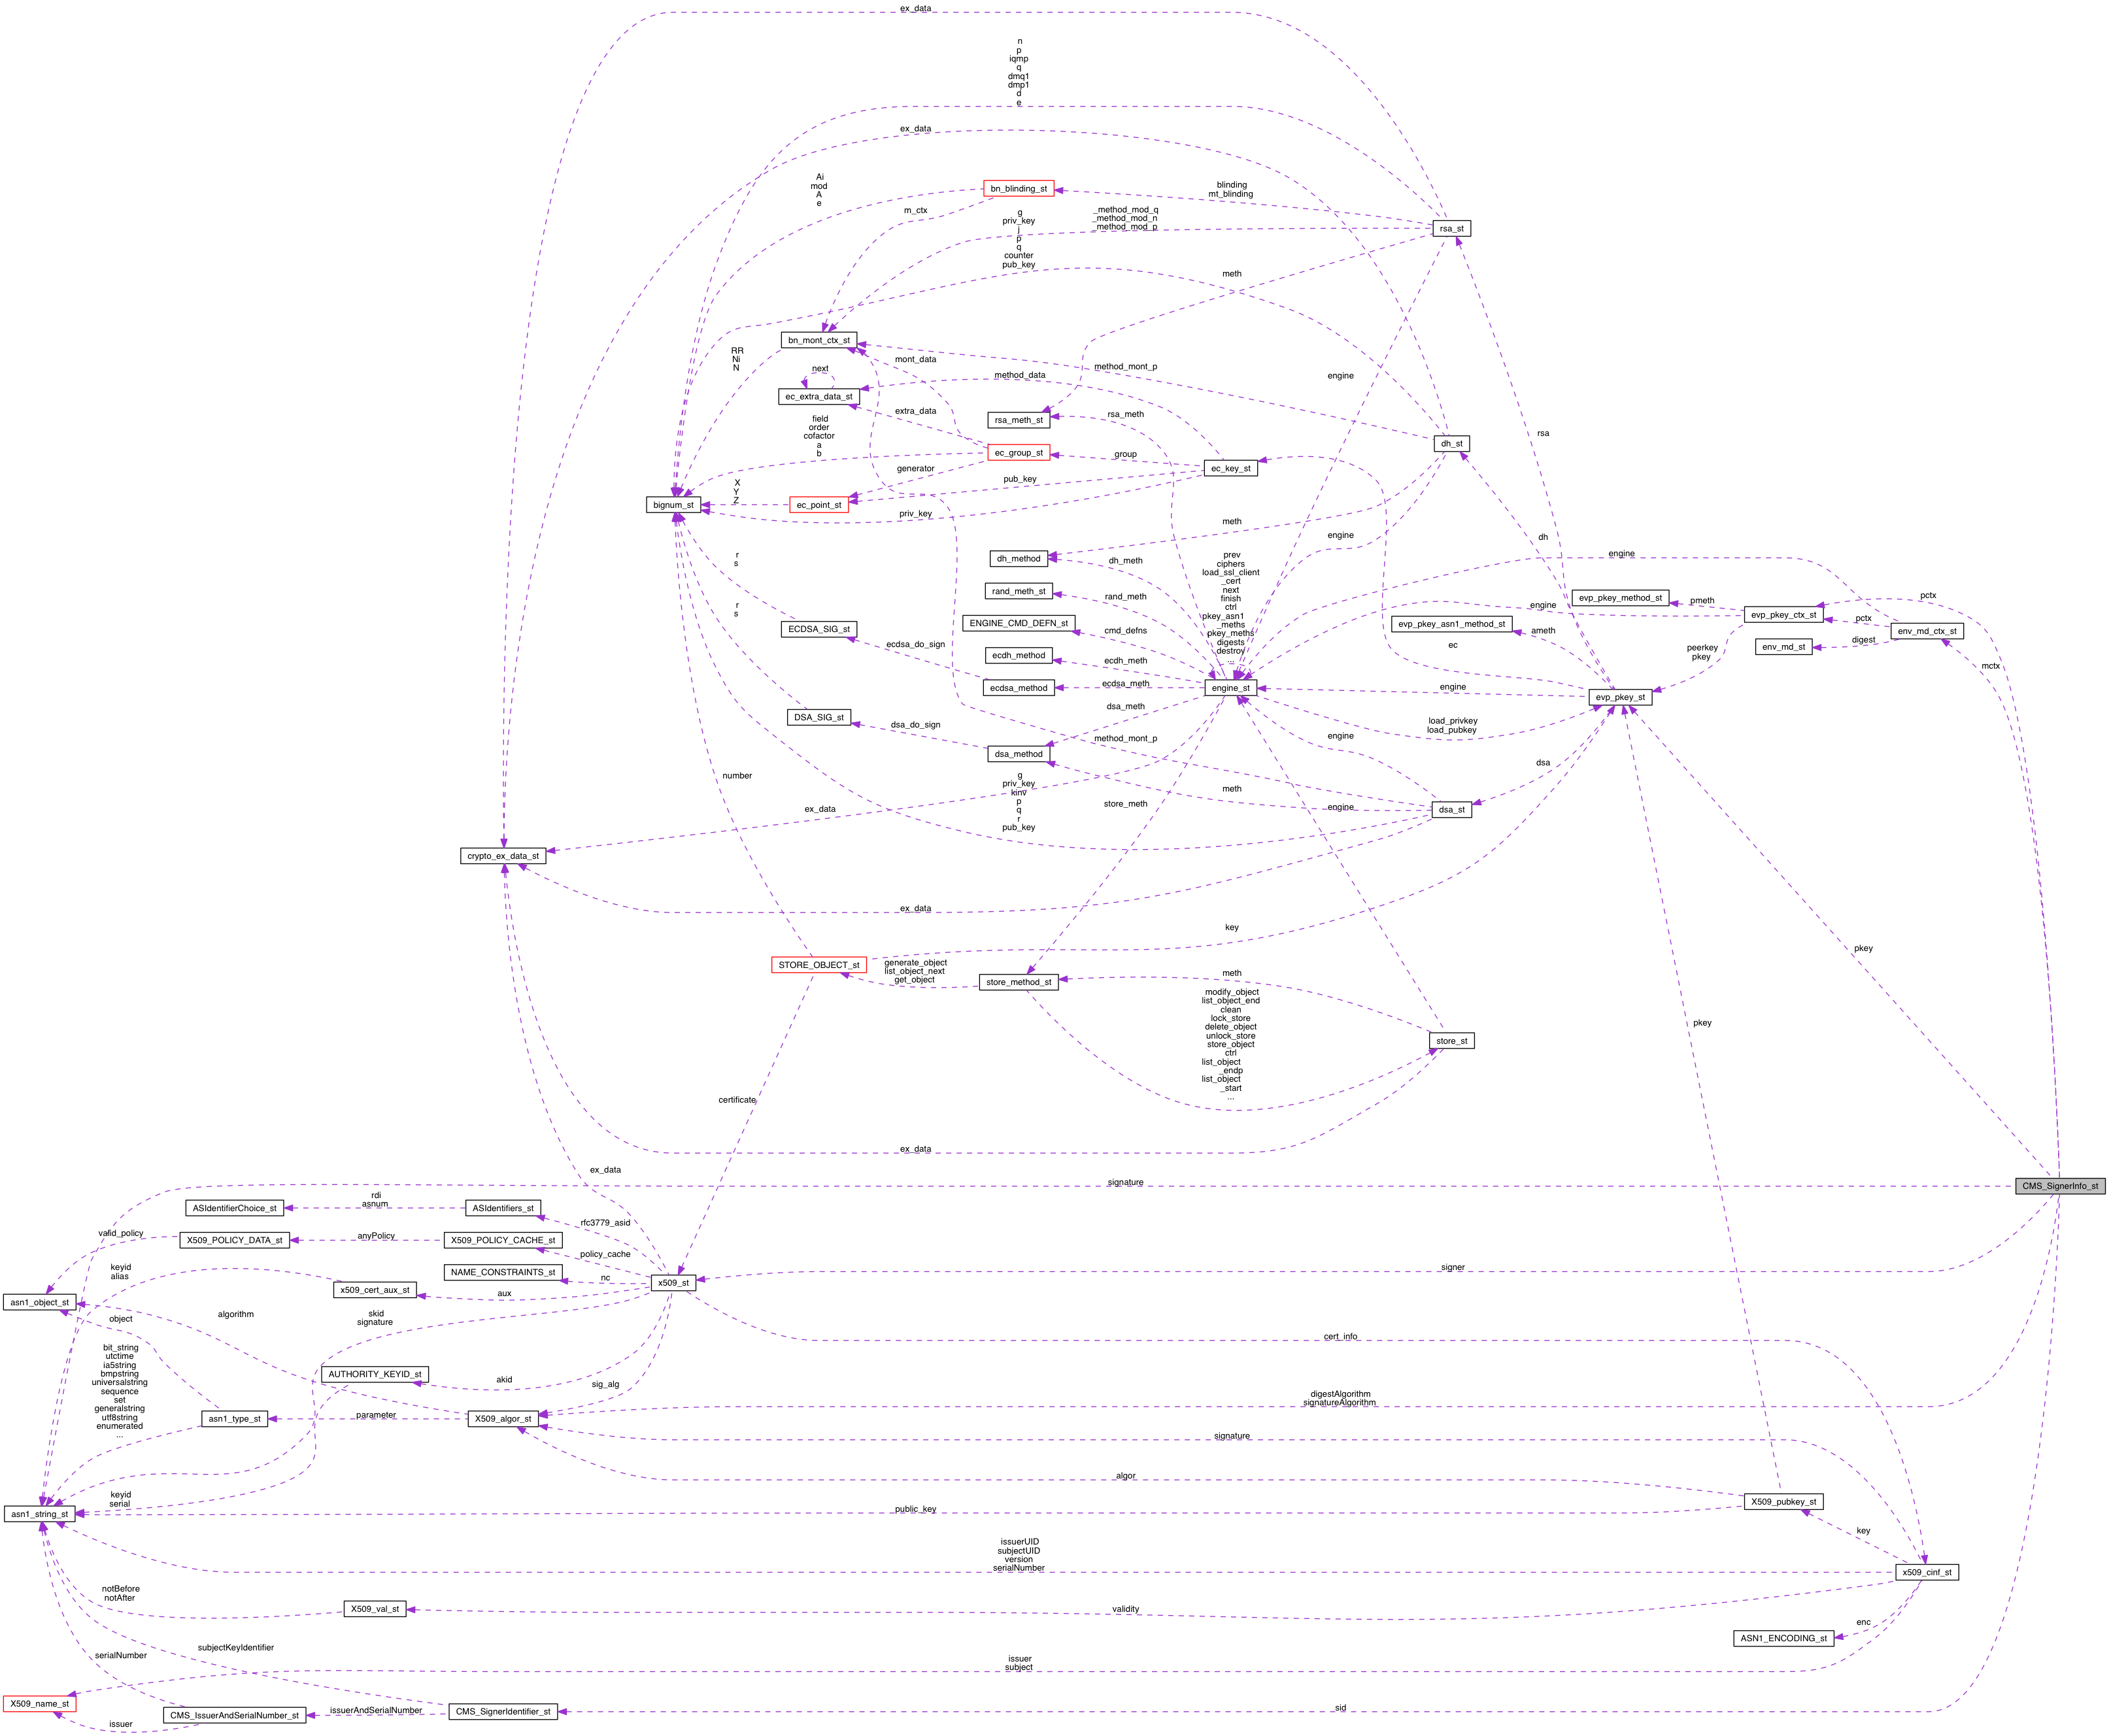 ex_data
n
p
iqmp
q
dmq1
dmp1
d
e
ex_data
Ai
mod
A
e
bn_blinding_st
blinding
mt_blinding
m_ctx
g
priv_key
j
p
q
counter
pub_key
_method_mod_q
_method_mod_n
_method_mod_p
rsa_st
meth
bn_mont_ctx_st
RR
Ni
N
mont_data
method_mont_p
next
method_data
engine
ec_extra_data_st
extra_data
rsa_meth_st
rsa_meth
field
order
cofactor
a
b
rsa
dh_st
ec_group_st
group
ec_key_st
generator
pub_key
X
Y
Z
bignum_st
ec_point_st
priv_key
meth
engine
dh
r
s
dh_method
dh_meth
prev
ciphers
load_ssl_client
_cert
next
finish
ctrl
pkey_asn1
_meths
pkey_meths
digests
destroy
...
engine
rand_meth_st
rand_meth
evp_pkey_method_st
pmeth
engine
pctx
r
s
ECDSA_SIG_st
ENGINE_CMD_DEFN_st
cmd_defns
evp_pkey_asn1_method_st
ameth
evp_pkey_ctx_st
pctx
env_md_ctx_st
ecdsa_do_sign
ec
peerkey
pkey
env_md_st
digest
ecdh_method
ecdh_meth
mctx
ecdsa_method
ecdsa_meth
engine_st
engine
evp_pkey_st
DSA_SIG_st
dsa_do_sign
dsa_meth
load_privkey
load_pubkey
method_mont_p
engine
dsa_method
dsa
number
g
priv_key
kinv
p
q
r
pub_key
meth
ex_data
store_meth
engine
dsa_st
crypto_ex_data_st
ex_data
key
pkey
STORE_OBJECT_st
generate_object
list_object_next
get_object
store_method_st
meth
modify_object
list_object_end
clean
lock_store
delete_object
unlock_store
store_object
ctrl
list_object
_endp
list_object
_start
...
pkey
store_st
certificate
ex_data
ex_data
signature
CMS_SignerInfo_st
ASIdentifierChoice_st
rdi
asnum
ASIdentifiers_st
rfc3779_asid
valid_policy
X509_POLICY_DATA_st
anyPolicy
X509_POLICY_CACHE_st
policy_cache
keyid
alias
NAME_CONSTRAINTS_st
nc
x509_st
signer
asn1_object_st
x509_cert_aux_st
aux
object
algorithm
skid
signature
cert_info
bit_string
utctime
ia5string
bmpstring
universalstring
sequence
set
generalstring
utf8string
enumerated
...
AUTHORITY_KEYID_st
akid
sig_alg
digestAlgorithm
signatureAlgorithm
asn1_type_st
parameter
X509_algor_st
signature
algor
keyid
serial
asn1_string_st
public_key
X509_pubkey_st
key
issuerUID
subjectUID
version
serialNumber
x509_cinf_st
notBefore
notAfter
X509_val_st
validity
enc
ASN1_ENCODING_st
serialNumber
subjectKeyIdentifier
issuer
subject
X509_name_st
issuer
CMS_IssuerAndSerialNumber_st
issuerAndSerialNumber
CMS_SignerIdentifier_st
sid